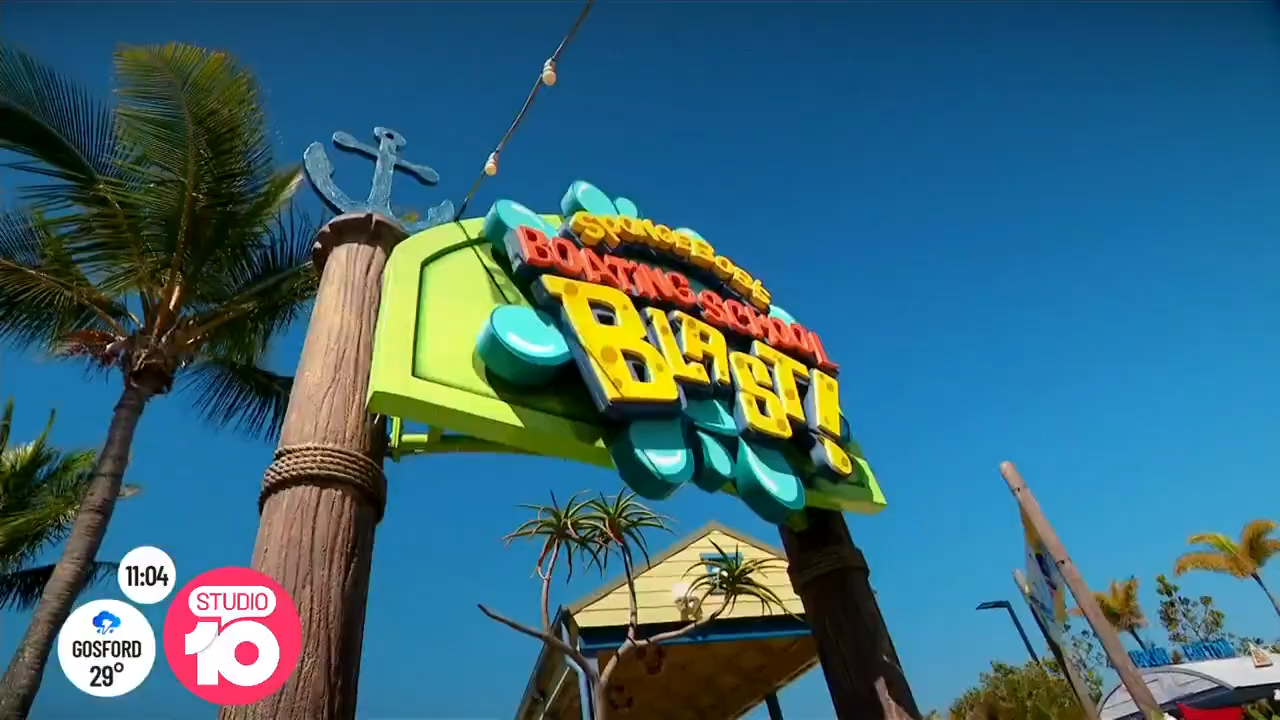 SPONGEBOB'S
BOATING SCHOOL
BLAST!
11:04
STUDIO
10
GOSFORD
29°